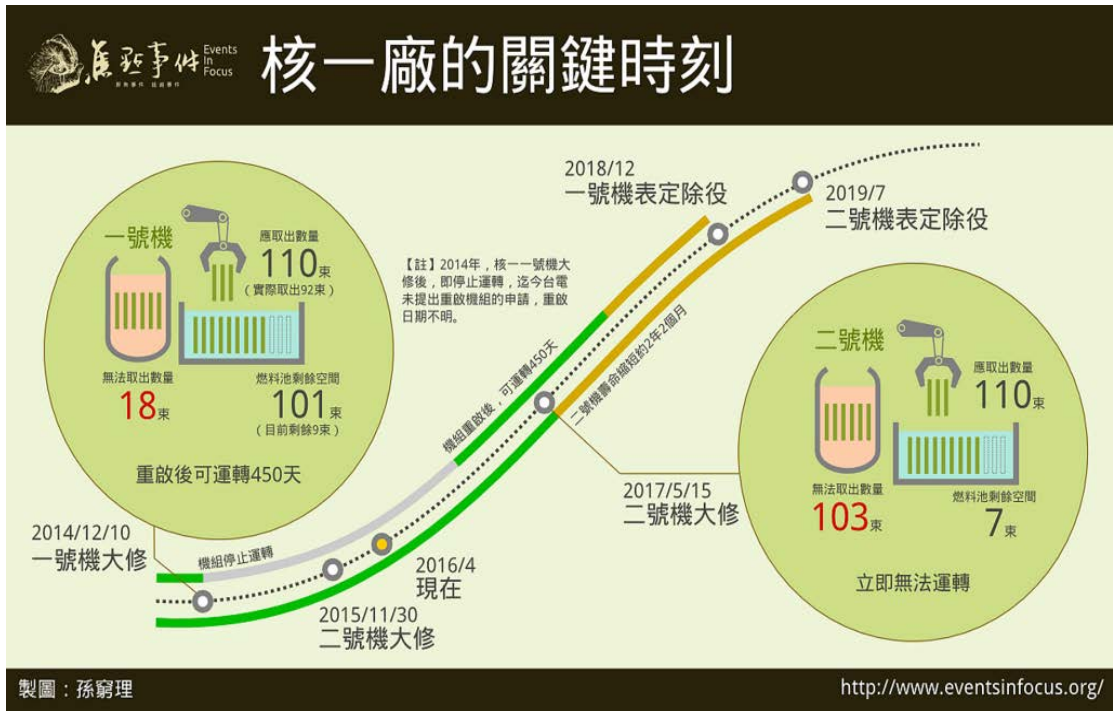 焦點事件 Events
In
Focus
核一廠的關鍵時刻
一號機
應取出數量
110束
（實際取出92束）
無法取出數量
18束
燃料池剩餘空間
101束
（目前剩餘9束）
重啟後可運轉450天
【註】2014年，核一一號機大
修後，即停止運轉，迄今台電
未提出重啟機組的申請，重啟
日期不明。
2018/12
一號機表定除役
2019/7
二號機表定除役
機組重啟後，可運轉450天
二號機壽命縮短約2年2個月
機組停止運轉
2014/12/10
一號機大修
2015/11/30
二號機大修
2016/4
現在
2017/5/15
二號機大修
二號機
應取出數量
110束
無法取出數量
103束
燃料池剩餘空間
7束
立即無法運轉
製圖：孫窮理
http://www.eventsinfocus.org/